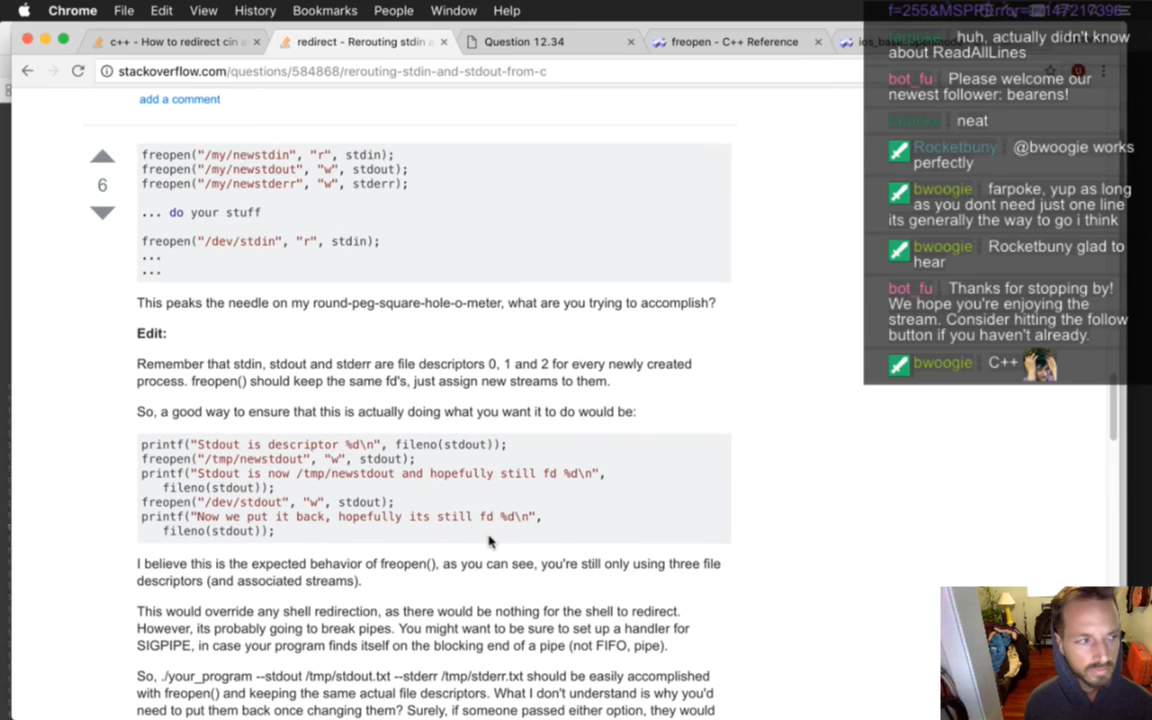 Chrome File Edit View History Bookmarks People Window Help
c++ - How to redirect cin a
redirect - Rerouting stdin a
Question 12.34
freopen - C++ Reference
stackoverflow.com/questions/584868/rerouting-stdin-and-stdout-from-c
add a comment
freopen("/my/newstdin", "r", stdin);
freopen("/my/newstdout", "w", stdout);
freopen("/my/newstderr", "w", stderr);
... do your stuff
freopen("/dev/stdin", "r", stdin);
...
...
6
This peaks the needle on my round-peg-square-hole-o-meter, what are you trying to accomplish?
Edit:
Remember that stdin, stdout and stderr are file descriptors 0, 1 and 2 for every newly created
process. freopen() should keep the same fd's, just assign new streams to them.
So, a good way to ensure that this is actually doing what you want it to do would be:
printf("Stdout is descriptor %d\n", fileno(stdout));
freopen("/tmp/newstdout", "w", stdout);
printf("Stdout is now /tmp/newstdout and hopefully still fd %d\n",
fileno(stdout));
freopen("/dev/stdout", "w", stdout);
printf("Now we put it back, hopefully its still fd %d\n",
fileno(stdout));
I believe this is the expected behavior of freopen(), as you can see, you're still only using three file
descriptors (and associated streams).
This would override any shell redirection, as there would be nothing for the shell to redirect.
However, its probably going to break pipes. You might want to be sure to set up a handler for
SIGPIPE, in case your program finds itself on the blocking end of a pipe (not FIFO, pipe).
So, ./your_program --stdout /tmp/stdout.txt --stderr /tmp/stderr.txt should be easily accomplished
with freopen() and keeping the same actual file descriptors. What I don't understand is why you'd
need to put them back once changing them? Surely, if someone passed either option, they would
farpoke huh, actually didn't know
about ReadAllLines
bot_fu Please welcome our
newest follower: bearens!
farpoke neat
Rocketbuny @bwoogie works
perfectly
bwoogie farpoke, yup as long
as you dont need just one line
its generally the way to go i think
bwoogie Rocketbuny glad to
hear
bot_fu Thanks for stopping by!
We hope you're enjoying the
stream. Consider hitting the follow
button if you haven't already.
bwoogie C++